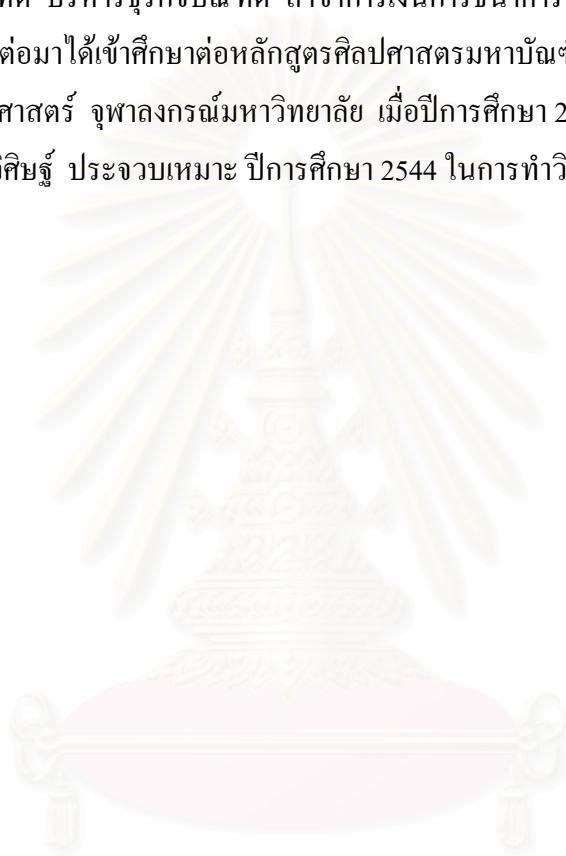 บริหารธุรกิจบัณฑิต สาขาการเงินการธนาการ
ต่อมาได้เข้าศึกษาต่อหลักสูตรศิลปศาสตรมหาบัณฑ
ศาสตร์ จุฬาลงกรณ์มหาวิทยาลัย เมื่อปีการศึกษา 2
ศิษฐ์ ประจวบเหมาะ ปีการศึกษา 2544 ในการทำวิ